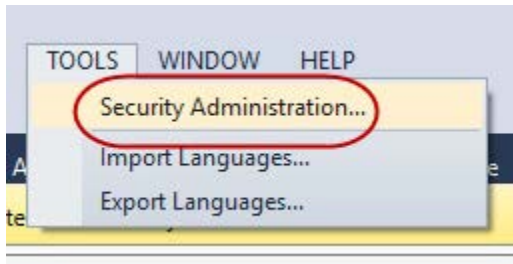 TOOLS WINDOW HELP
Security Administration...
Import Languages...
Export Languages...